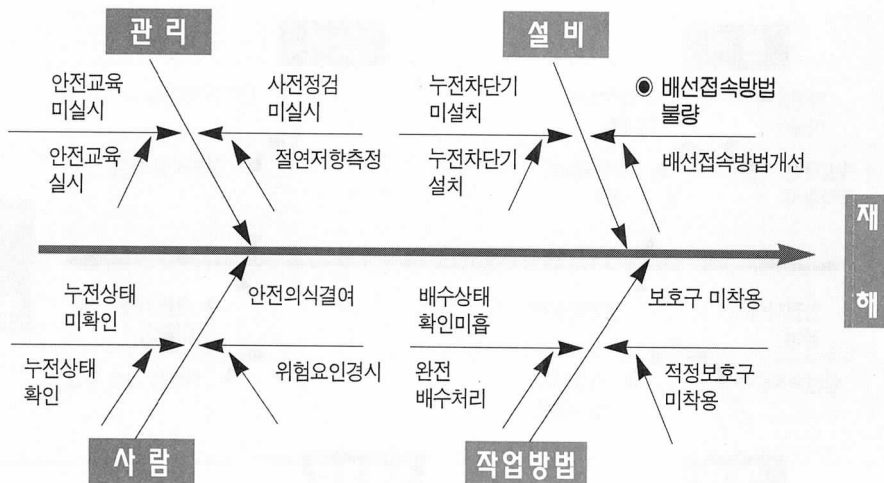 관 리
설 비
안전교육
미실시
사전정검
미실시
누전차단기
미설치
◉ 배선접속방법
불량
안전교육
실시
절연저항측정
누전차단기
설치
배선접속방법개선
재
해
누전상태
미확인
안전의식결여
배수상태
확인미흡
보호구 미착용
누전상태
확인
위험요인경시
완전
배수처리
적정보호구
미착용
사 람
작업방법